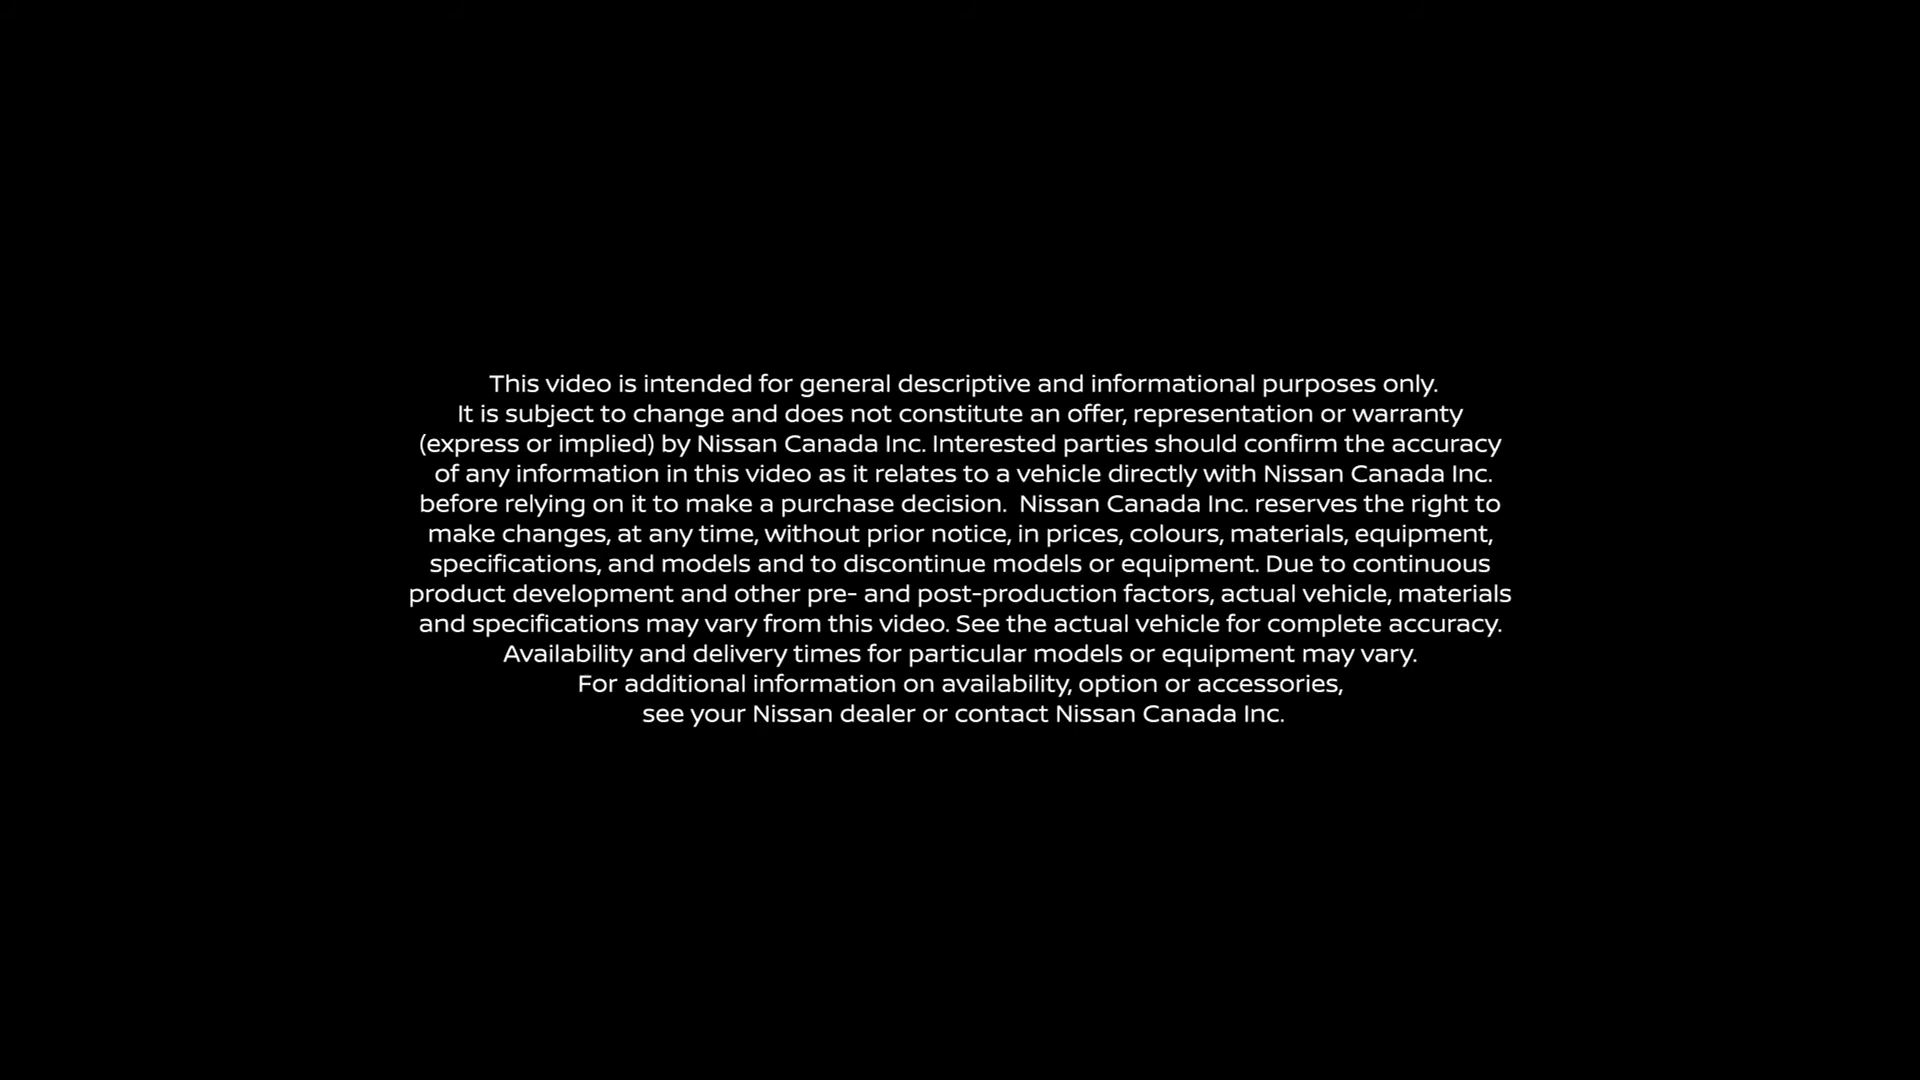 This video is intended for general descriptive and informational purposes only.
It is subject to change and does not constitute an offer, representation or warranty
(express or implied) by Nissan Canada Inc. Interested parties should confirm the accuracy
of any information in this video as it relates to a vehicle directly with Nissan Canada Inc.
before relying on it to make a purchase decision.  Nissan Canada Inc. reserves the right to
make changes, at any time, without prior notice, in prices, colours, materials, equipment,
specifications, and models and to discontinue models or equipment. Due to continuous
product development and other pre- and post-production factors, actual vehicle, materials
and specifications may vary from this video. See the actual vehicle for complete accuracy.
Availability and delivery times for particular models or equipment may vary.
For additional information on availability, option or accessories,
see your Nissan dealer or contact Nissan Canada Inc.